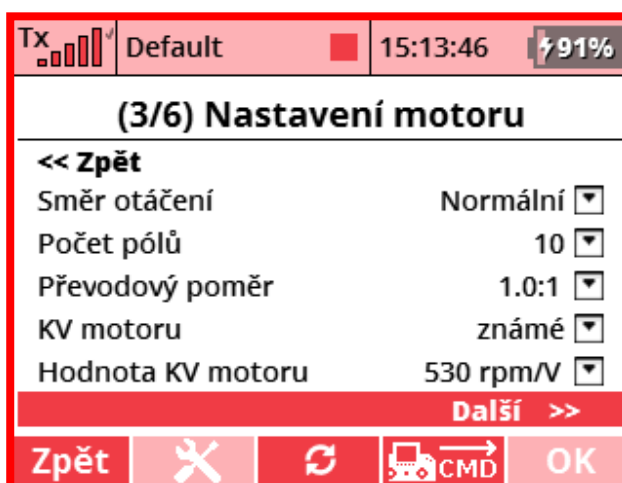 Tx Default 15:13:46 91%
(3/6) Nastavení motoru
<< Zpět
Směr otáčení Normální
Počet pólů 10
Převodový poměr 1.0:1
KV motoru známé
Hodnota KV motoru 530 rpm/V
Další >>
Zpět CMD OK